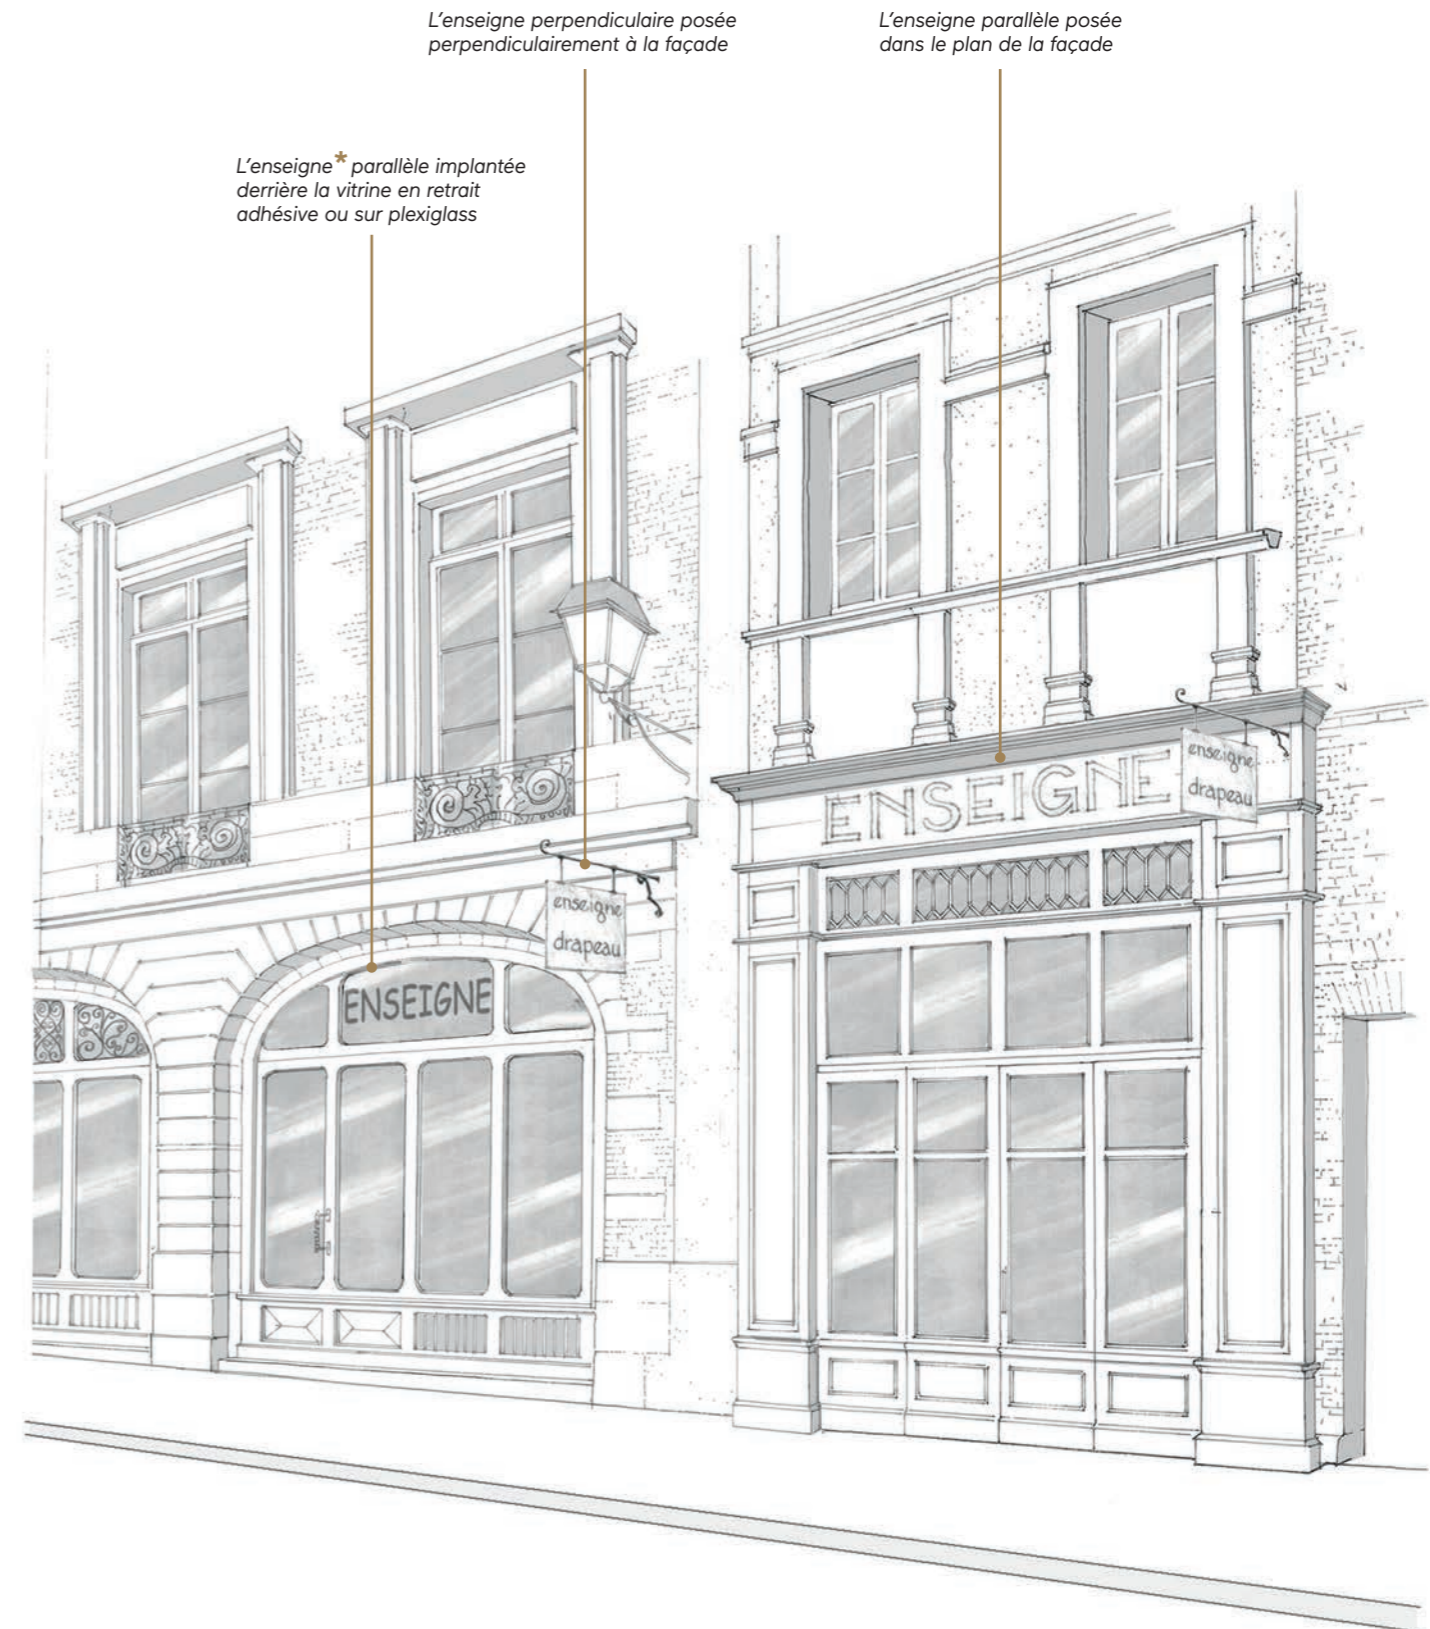 L'enseigne perpendiculaire posée
perpendiculairement à la façade
L'enseigne parallèle posée
dans le plan de la façade
L'enseigne* parallèle implantée
derrière la vitrine en retrait
adhésive ou sur plexiglass
ENSEIGNE
enseigne
drapeau
enseigne
drapeau
ENSEIGNE